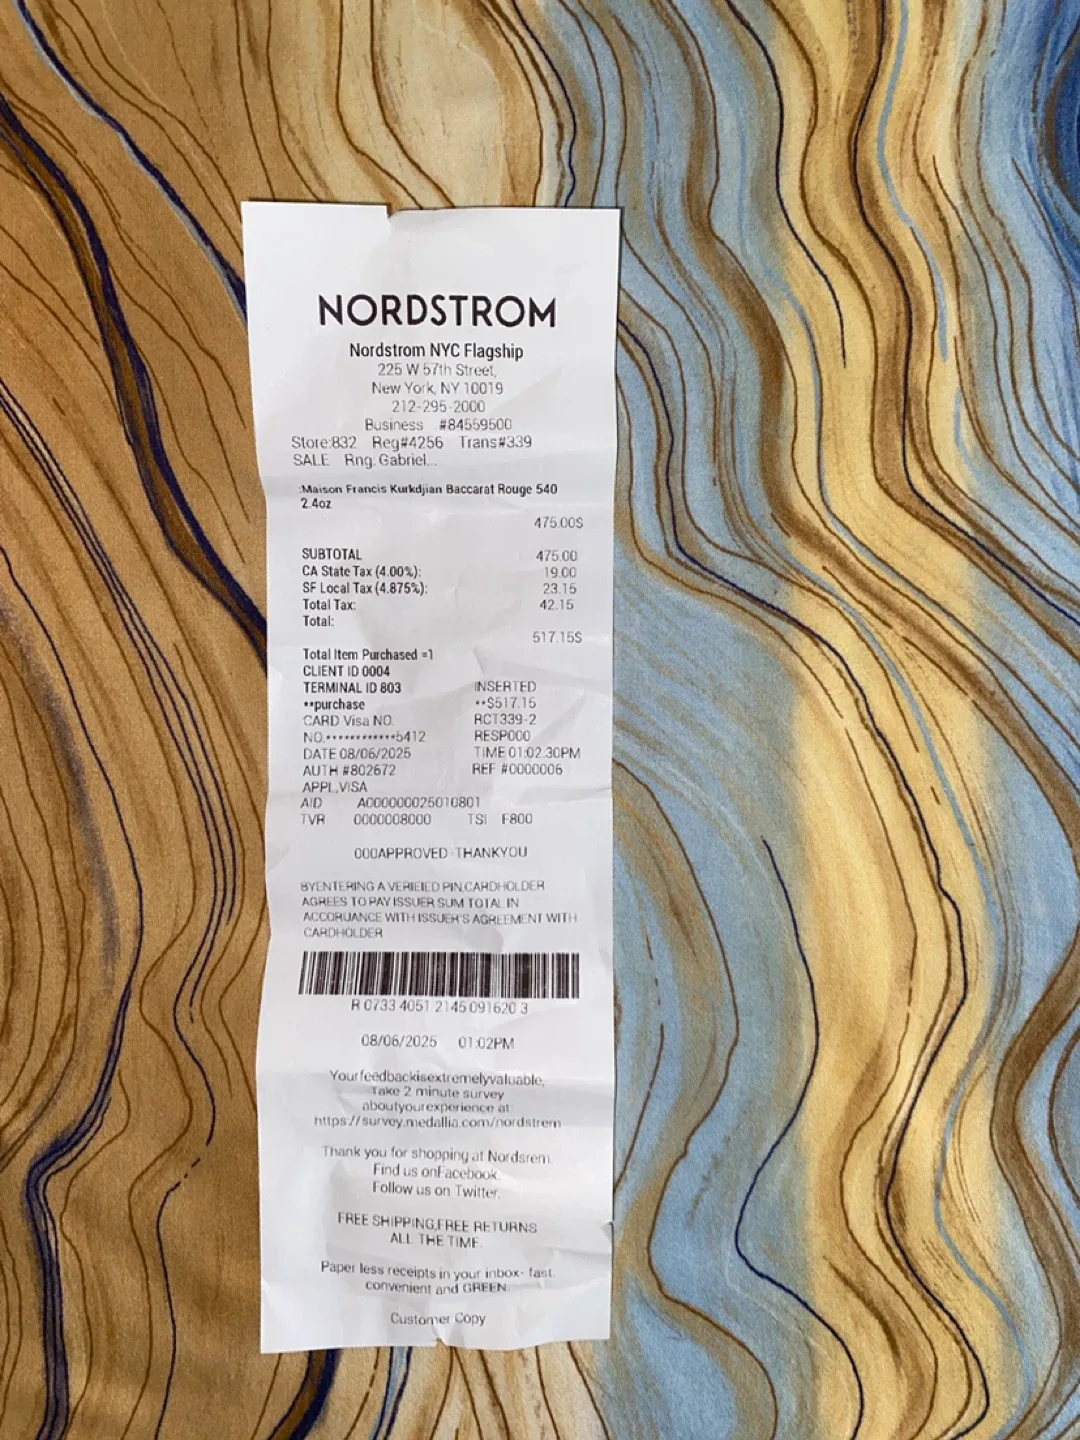 NORDSTROM
Nordstrom NYC Flagship
225 W 57th Street,
New York, NY 10019
212-295-2000
Business #84559500
Store:832 Reg#4256 Trans#339
SALE Rng: Gabriel...
:Maison Francis Kurkdjian Baccarat Rouge 540
2.4oz
475.00$
SUBTOTAL 475.00
CA State Tax (4.00%): 19.00
SF Local Tax (4.875%): 23.15
Total Tax: 42.15
Total:
517.15$
Total Item Purchased =1
CLIENT ID 0004
TERMINAL ID 803 INSERTED
**purchase **$517.15
CARD Visa NO. RCT339-2
NO.************5412 RESP000
DATE 08/06/2025 TIME 01:02:30PM
AUTH #802672 REF #0000006
APPL.VISA
AID A000000025010801
TVR 0000008000 TSI F800
000APPROVED-THANKYOU
BYENTERING A VERIEIED PIN,CARDHOLDER
AGREES TO PAY ISSUER SUM TOTAL IN
ACCORUANCE WITH ISSUER'S AGREEMENT WITH
CARDHOLDER
R 0733 4051 2145 091620 3
08/06/2025 01:02PM
Yourfeedbackisextremelyvaluable,
Take 2 minute survey
aboutyourexperience at:
https://survey.medallia.com/nordstrem
Thank you for shopping at Nordsrem.
Find us onFacebook.
Follow us on Twitter.
FREE SHIPPING,FREE RETURNS
ALL THE TIME.
Paper less receipts in your inbox- fast.
convenient and GREEN.
Customer Copy